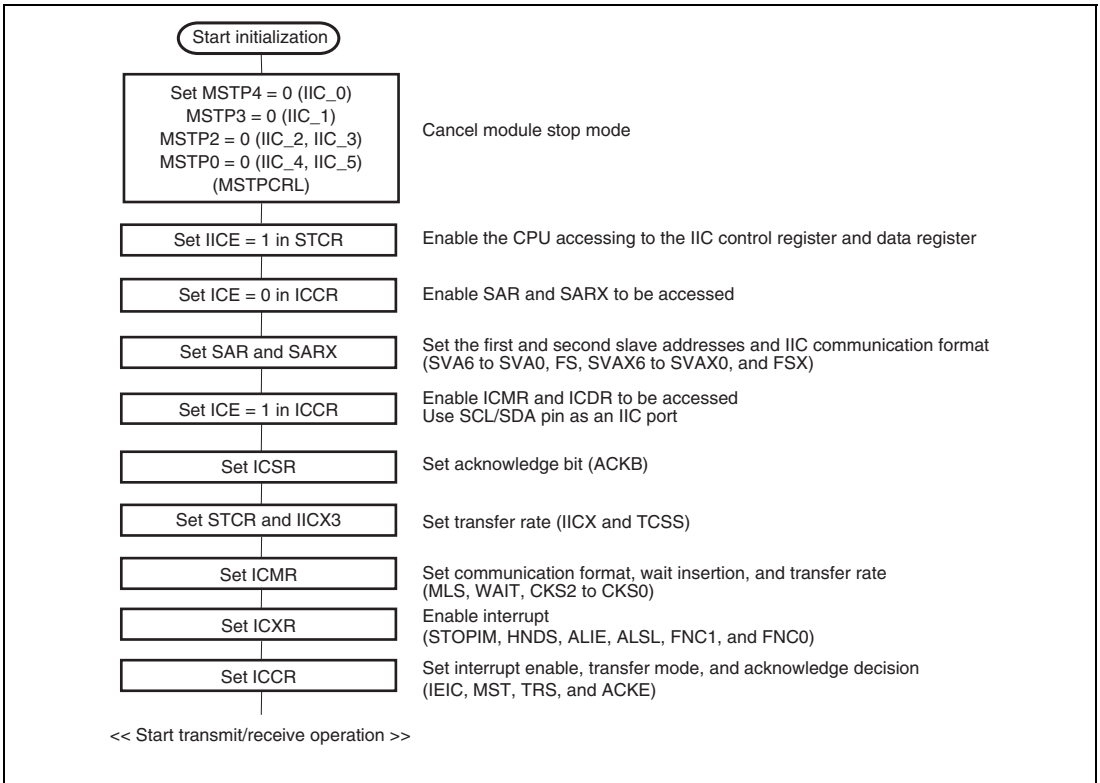 Start initialization
Set MSTP4 = 0 (IIC_0)
MSTP3 = 0 (IIC_1)
MSTP2 = 0 (IIC_2, IIC_3)
MSTP0 = 0 (IIC_4, IIC_5)
(MSTPCRL)
Cancel module stop mode
Set IICE = 1 in STCR
Enable the CPU accessing to the IIC control register and data register
Set ICE = 0 in ICCR
Enable SAR and SARX to be accessed
Set SAR and SARX
Set the first and second slave addresses and IIC communication format
(SVA6 to SVA0, FS, SVAX6 to SVAX0, and FSX)
Set ICE = 1 in ICCR
Enable ICMR and ICDR to be accessed
Use SCL/SDA pin as an IIC port
Set ICSR
Set acknowledge bit (ACKB)
Set STCR and IICX3
Set transfer rate (IICX and TCSS)
Set ICMR
Set communication format, wait insertion, and transfer rate
(MLS, WAIT, CKS2 to CKS0)
Set ICXR
Enable interrupt
(STOPIM, HNDS, ALIE, ALSL, FNC1, and FNC0)
Set ICCR
Set interrupt enable, transfer mode, and acknowledge decision
(IEIC, MST, TRS, and ACKE)
<< Start transmit/receive operation >>